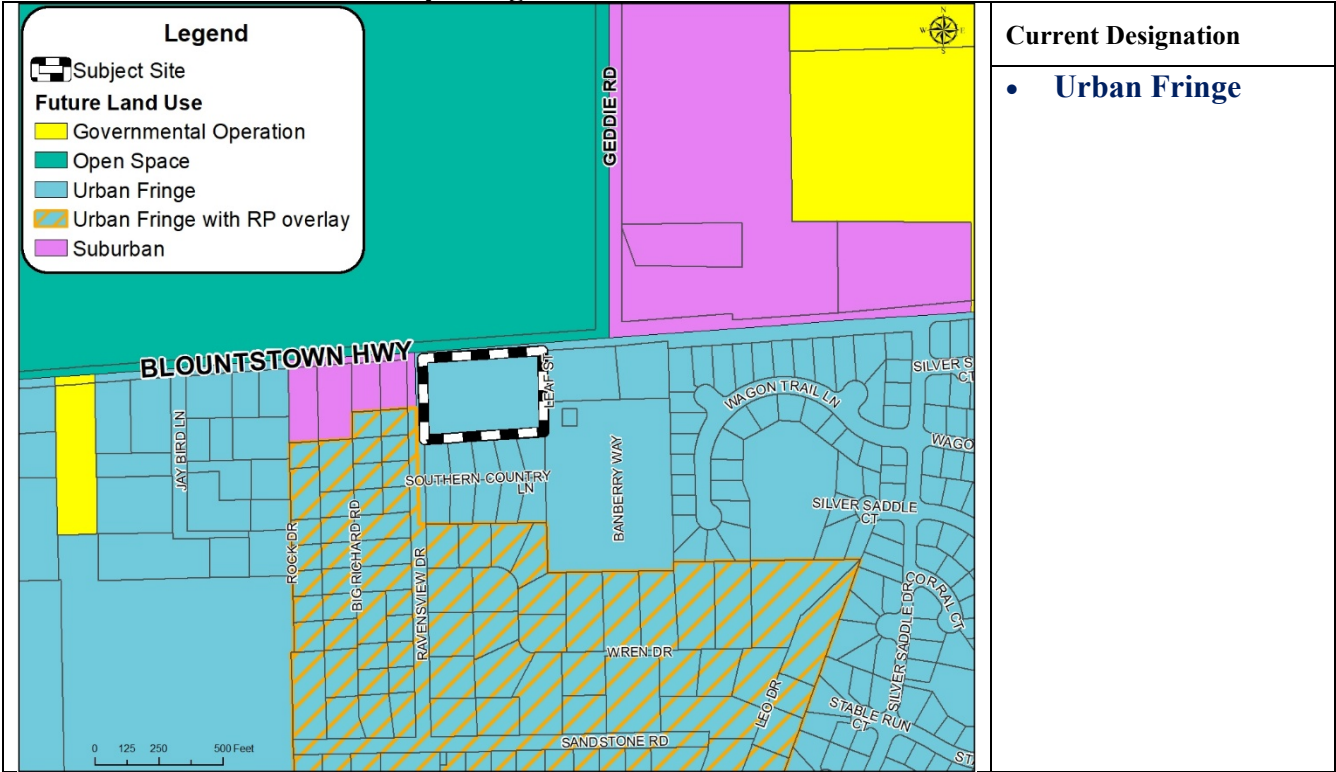 Legend
Subject Site
Future Land Use
Governmental Operation
Open Space
Urban Fringe
Urban Fringe with RP overlay
Suburban
N
W
E
S
GEDDIE RD
BLOUNTSTOWN HWY
LEAF ST
JAY BIRD LN
ROCK DR
BIG RICHARD RD
RAVENSVIEW DR
SOUTHERN COUNTRY
LN
BANBERRY WAY
WAGON TRAIL LN
SILVER S
CT
WAGO
SILVER SADDLE
CT
CORRAL CT
SILVER SADDLE DR
WREN DR
LEO DR
STABLE RUN
CT
SANDSTONE RD
ST
0 125 250 500 Feet
Current Designation
• Urban Fringe